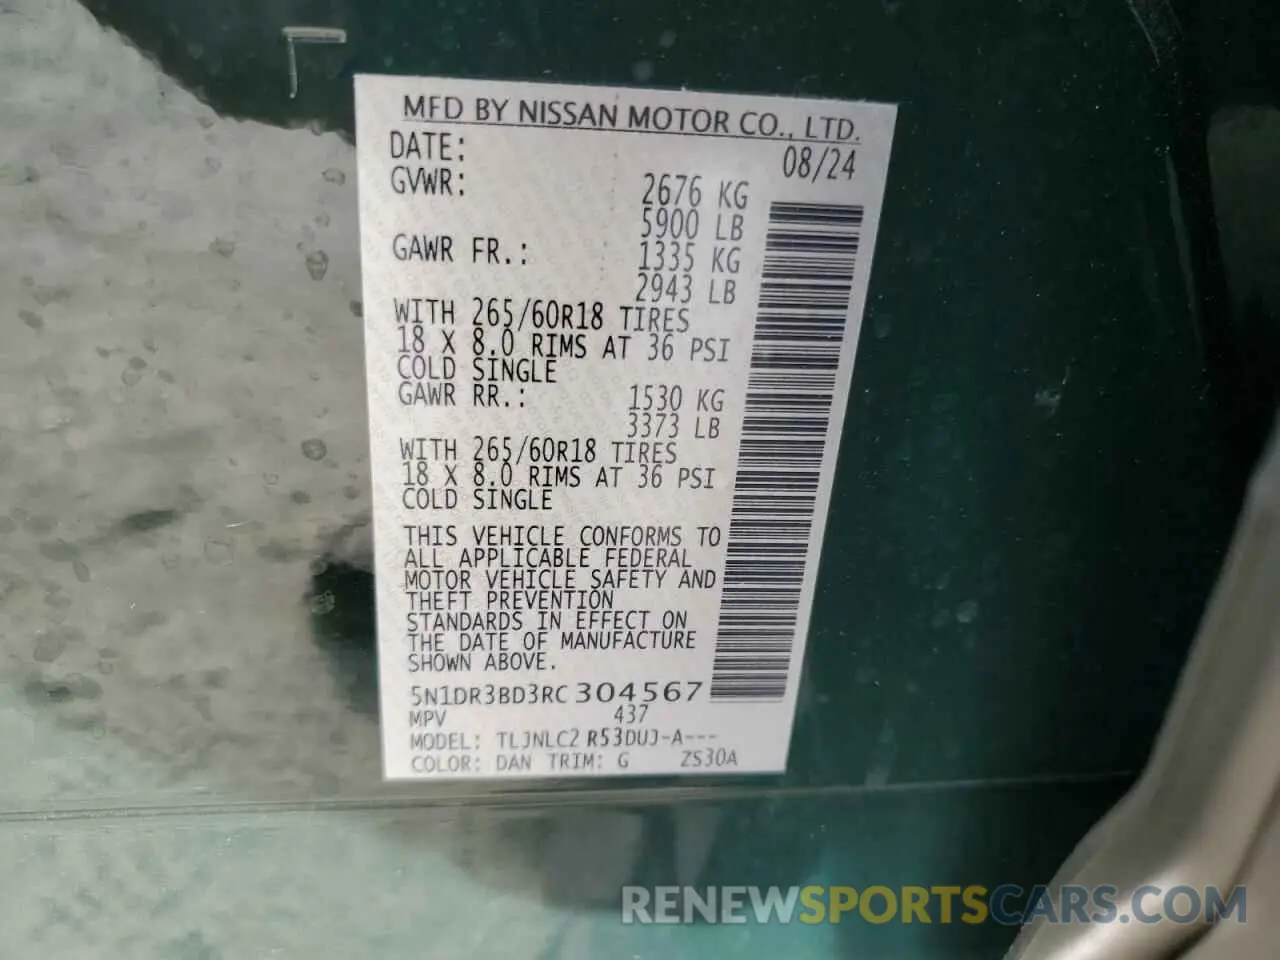 MFD BY NISSAN MOTOR CO., LTD.
DATE: 08/24
GVWR: 2676 KG
5900 LB
GAWR FR.: 1335 KG
2943 LB
WITH 265/60R18 TIRES
18 X 8.0 RIMS AT 36 PSI
COLD SINGLE
GAWR RR.: 1530 KG
3373 LB
WITH 265/60R18 TIRES
18 X 8.0 RIMS AT 36 PSI
COLD SINGLE
THIS VEHICLE CONFORMS TO
ALL APPLICABLE FEDERAL
MOTOR VEHICLE SAFETY AND
THEFT PREVENTION
STANDARDS IN EFFECT ON
THE DATE OF MANUFACTURE
SHOWN ABOVE.
5N1DR3BD3RC304567
MPV 437
MODEL: TLJNLC2 R53DUJ-A---
COLOR: DAN TRIM: G ZS30A
RENEWSPORTSCARS.COM